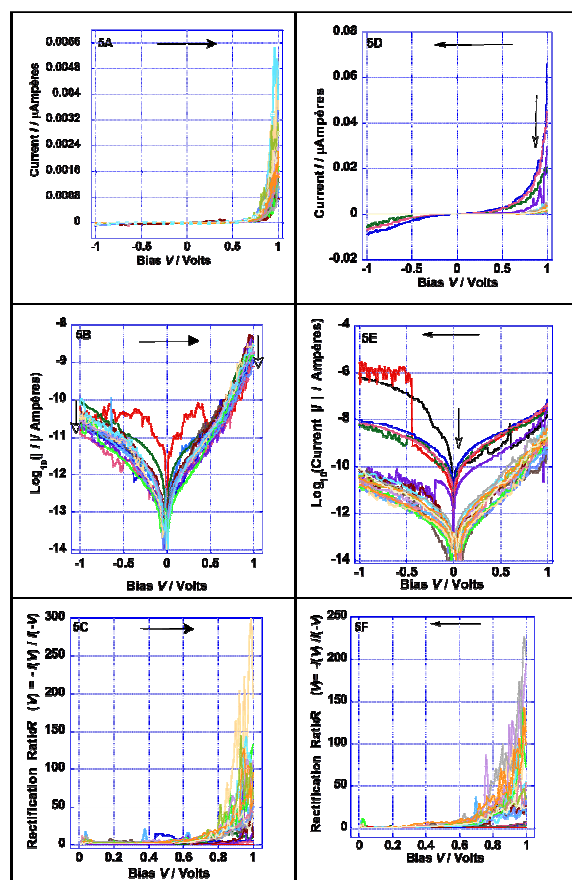 5A
Current I / µAmpères
0.0056
0.0048
0.004
0.0032
0.0024
0.0016
0.0008
0
-1 -0.5 0 0.5 1
Bias V / Volts
5D
Current I / µAmpères
0.08
0.06
0.04
0.02
0
-0.02
-1 -0.5 0 0.5 1
Bias V / Volts
5B
Log10(| I |/ Ampères)
-8
-9
-10
-11
-12
-13
-14
-1 -0.5 0 0.5 1
Bias V / Volts
5E
Log10(Current |I | / Ampères)
-4
-6
-8
-10
-12
-14
-1 -0.5 0 0.5 1
Bias V / Volts
5C
Rectification Ratio R (V) = -I(V) / I(-V)
300
250
200
150
100
50
0
0 0.2 0.4 0.6 0.8 1
Bias V / Volts
5F
Rectification Ratio R (V)= -I(V) /I(-V)
250
200
150
100
50
0
0 0.2 0.4 0.6 0.8 1
Bias V / Volts